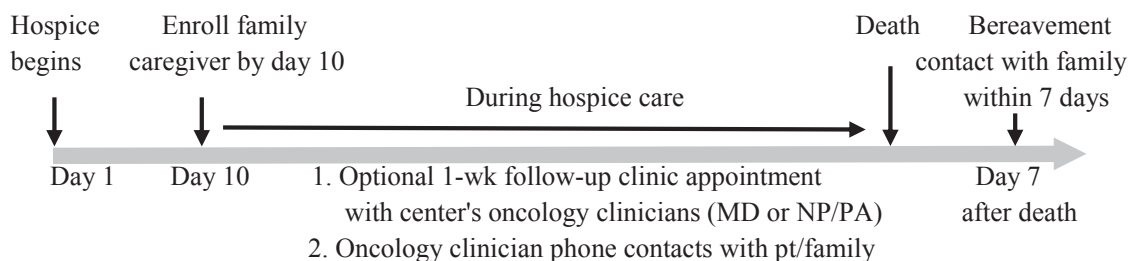 Hospice
begins
Enroll family
caregiver by day 10
During hospice care
Death
Bereavement
contact with family
within 7 days
Day 1
Day 10
1. Optional 1-wk follow-up clinic appointment
with center's oncology clinicians (MD or NP/PA)
2. Oncology clinician phone contacts with pt/family
Day 7
after death